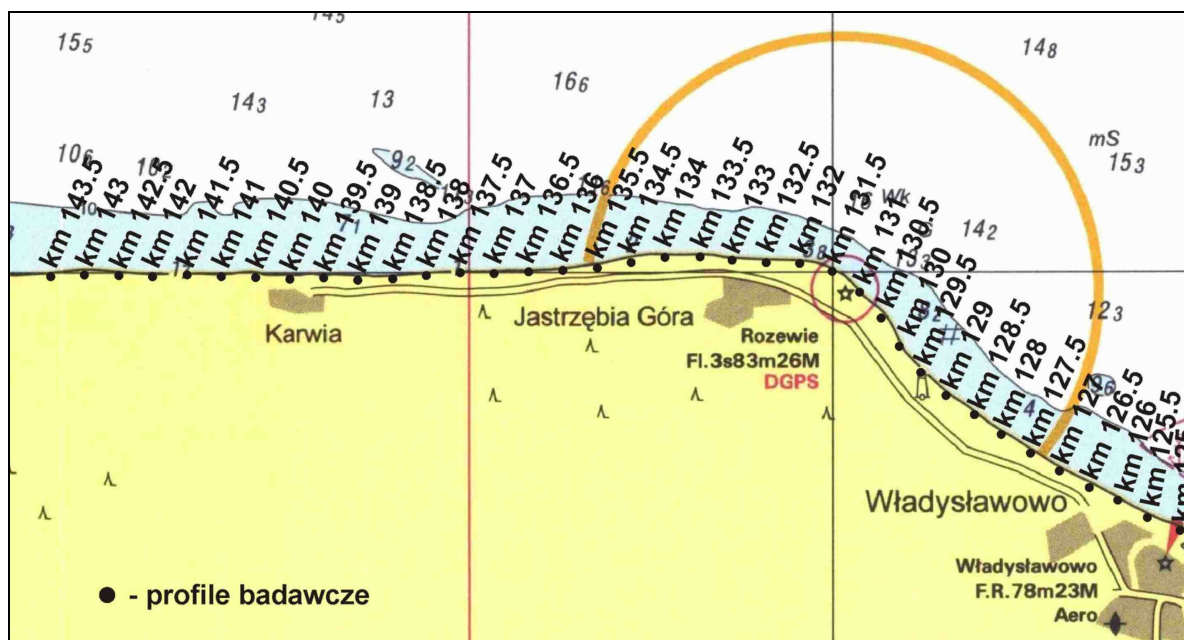 15₅
14₈
16₆
14₃
13
mS
15₃
10₆
9₂
Wk
14₂
12₃
km 143.5
km 143
km 142.5
km 142
km 141.5
km 141
km 140.5
km 140
km 139.5
km 139
km 138.5
km 138
km 137.5
km 137
km 136.5
km 136
km 135.5
km 134.5
km 134
km 133.5
km 133
km 132.5
km 132
km 131.5
km 131
km 130.5
km 130
km 129.5
km 129
km 128.5
km 128
km 127.5
km 127
km 126.5
km 126
km 125.5
km 125
4
Karwia
Jastrzębia Góra
Rozewie
Fl.3s83m26M
DGPS
Władysławowo
Władysławowo
F.R.78m23M
Aero
- profile badawcze